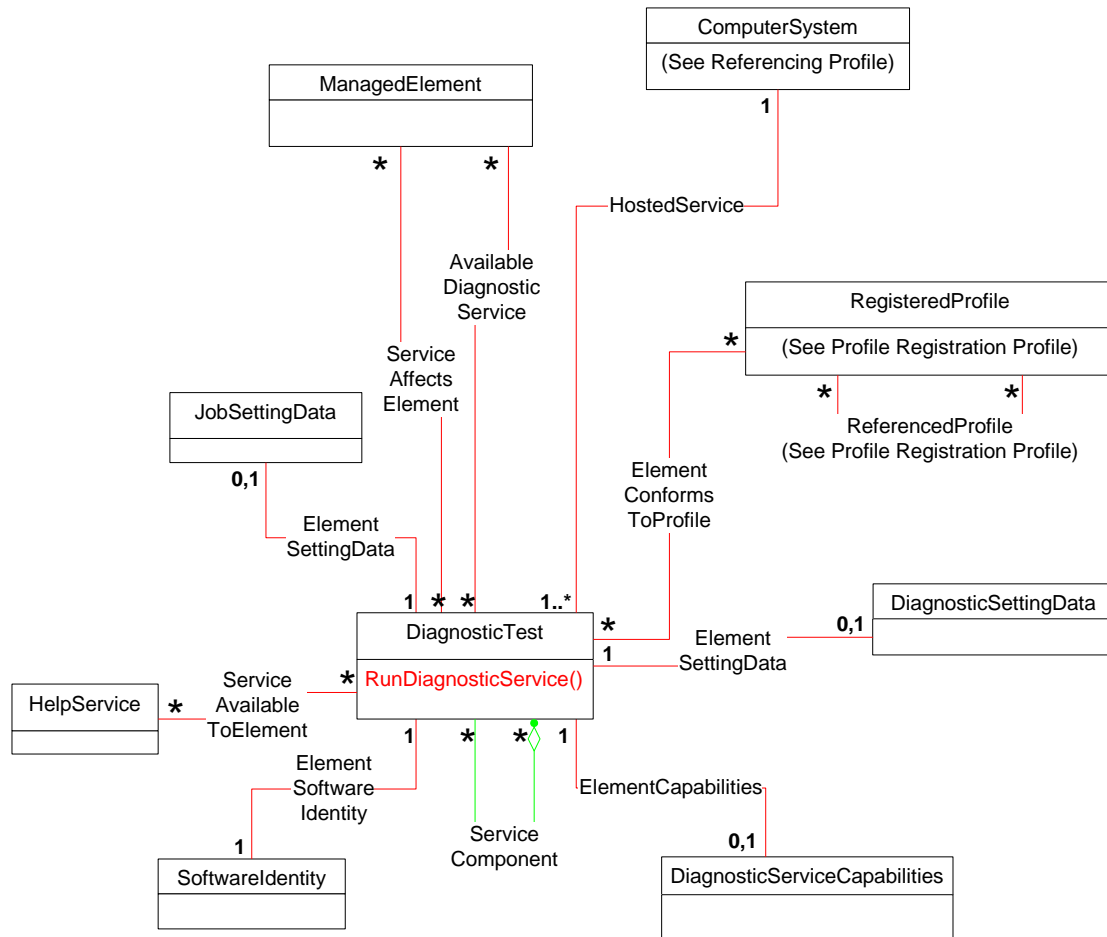 ComputerSystem
(See Referencing Profile)
1
ManagedElement
*
*
HostedService
Available
Diagnostic
Service
RegisteredProfile
(See Profile Registration Profile)
*
*
*
ReferencedProfile
(See Profile Registration Profile)
Service
Affects
Element
JobSettingData
0,1
Element
Conforms
ToProfile
Element
SettingData
1
*
*
1..*
DiagnosticTest
RunDiagnosticService()
*
1
Element
SettingData
0,1
DiagnosticSettingData
HelpService
*
Service
Available
ToElement
*
1
*
*
1
Element
Software
Identity
1
SoftwareIdentity
Service
Component
ElementCapabilities
0,1
DiagnosticServiceCapabilities